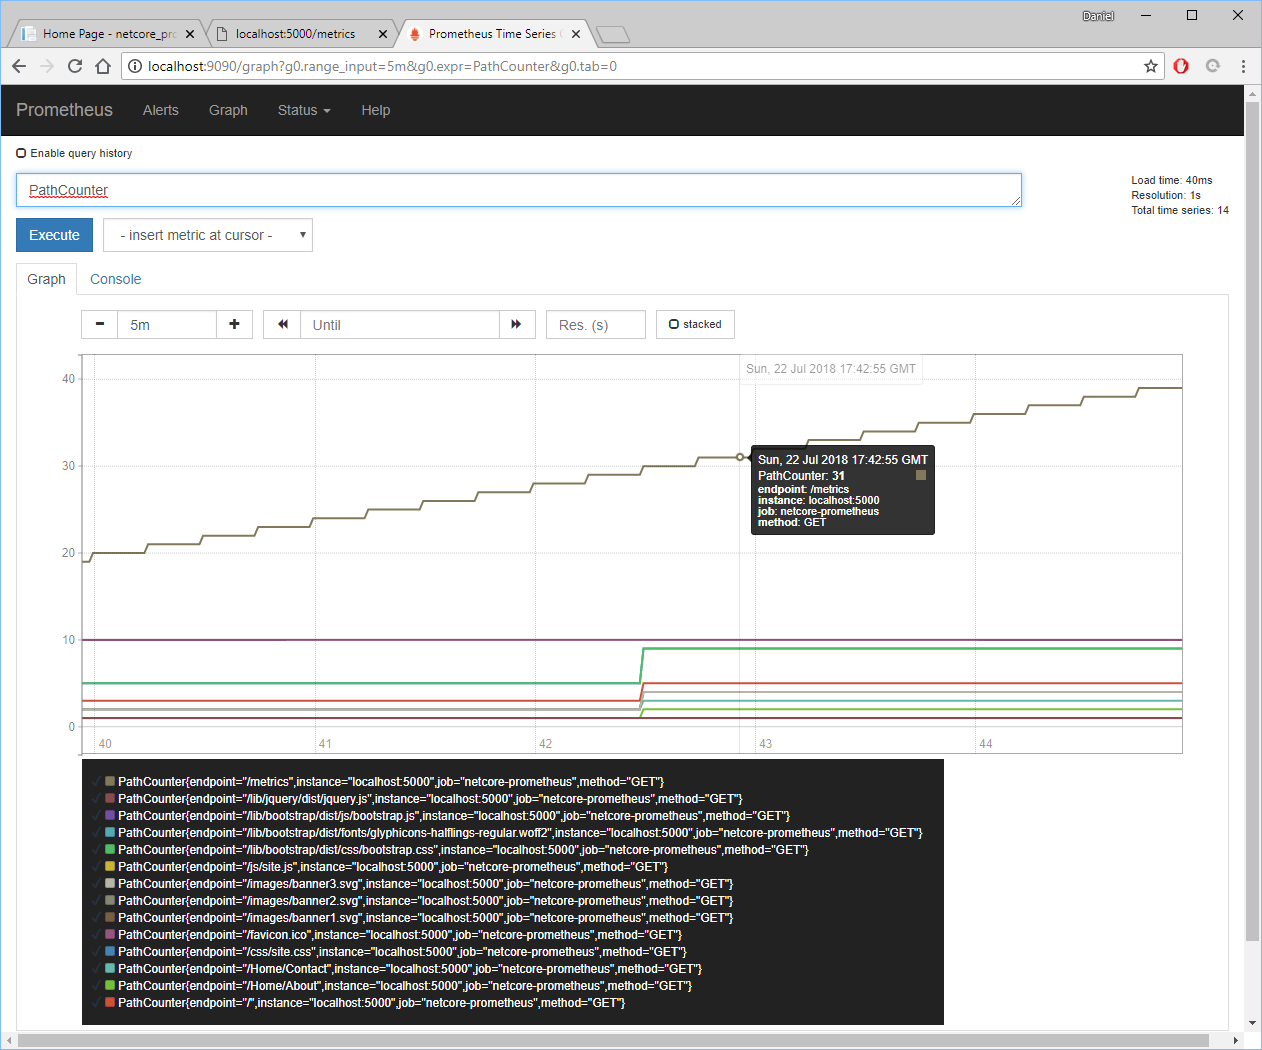 Daniel
Home Page - netcore_pro
localhost:5000/metrics
Prometheus Time Series C
localhost:9090/graph?g0.range_input=5m&g0.expr=PathCounter&g0.tab=0
Prometheus Alerts Graph Status Help
Enable query history
PathCounter
Load time: 40ms
Resolution: 1s
Total time series: 14
Execute
- insert metric at cursor -
Graph Console
5m
Until
Res. (s)
stacked
Sun, 22 Jul 2018 17:42:55 GMT
40
30
20
10
0
Sun, 22 Jul 2018 17:42:55 GMT
PathCounter: 31
endpoint: /metrics
instance: localhost:5000
job: netcore-prometheus
method: GET
40 41 42 43 44
PathCounter{endpoint="/metrics",instance="localhost:5000",job="netcore-prometheus",method="GET"}
PathCounter{endpoint="/lib/jquery/dist/jquery.js",instance="localhost:5000",job="netcore-prometheus",method="GET"}
PathCounter{endpoint="/lib/bootstrap/dist/js/bootstrap.js",instance="localhost:5000",job="netcore-prometheus",method="GET"}
PathCounter{endpoint="/lib/bootstrap/dist/fonts/glyphicons-halflings-regular.woff2",instance="localhost:5000",job="netcore-prometheus",method="GET"}
PathCounter{endpoint="/lib/bootstrap/dist/css/bootstrap.css",instance="localhost:5000",job="netcore-prometheus",method="GET"}
PathCounter{endpoint="/js/site.js",instance="localhost:5000",job="netcore-prometheus",method="GET"}
PathCounter{endpoint="/images/banner3.svg",instance="localhost:5000",job="netcore-prometheus",method="GET"}
PathCounter{endpoint="/images/banner2.svg",instance="localhost:5000",job="netcore-prometheus",method="GET"}
PathCounter{endpoint="/images/banner1.svg",instance="localhost:5000",job="netcore-prometheus",method="GET"}
PathCounter{endpoint="/favicon.ico",instance="localhost:5000",job="netcore-prometheus",method="GET"}
PathCounter{endpoint="/css/site.css",instance="localhost:5000",job="netcore-prometheus",method="GET"}
PathCounter{endpoint="/Home/Contact",instance="localhost:5000",job="netcore-prometheus",method="GET"}
PathCounter{endpoint="/Home/About",instance="localhost:5000",job="netcore-prometheus",method="GET"}
PathCounter{endpoint="/",instance="localhost:5000",job="netcore-prometheus",method="GET"}